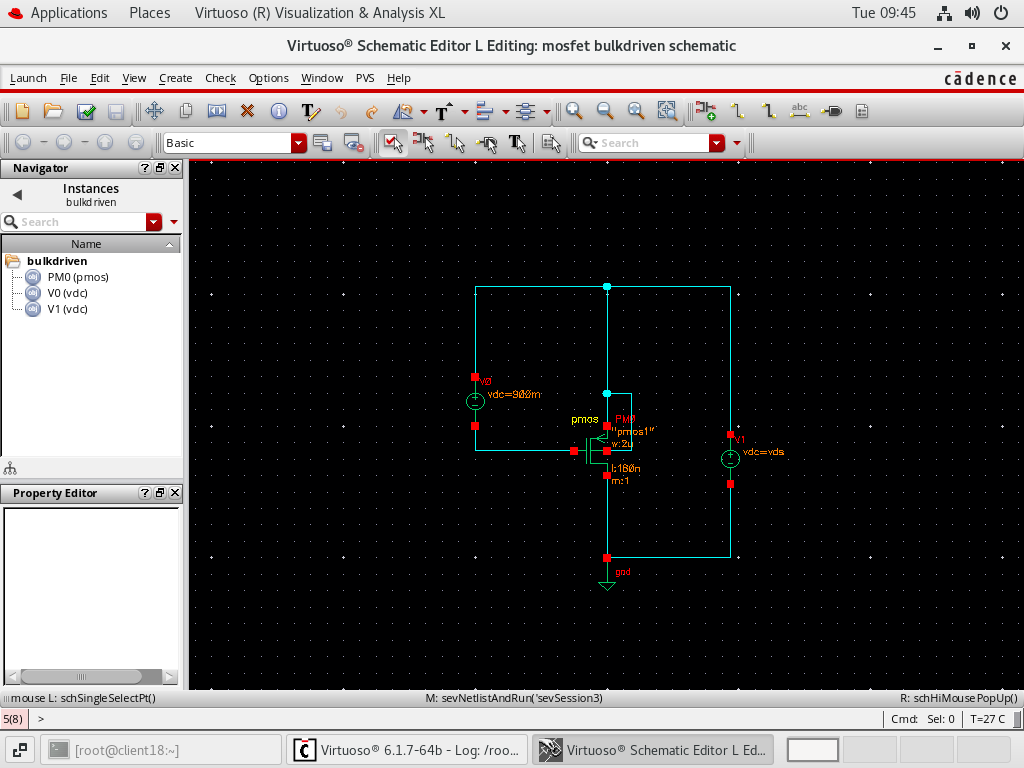 Applications Places Virtuoso (R) Visualization & Analysis XL Tue 09:45
Virtuoso® Schematic Editor L Editing: mosfet bulkdriven schematic
Launch File Edit View Create Check Options Window PVS Help cādence
abc
Basic Search
Navigator
Instances
bulkdriven
Search
Name
bulkdriven
obj PM0 (pmos)
obj V0 (vdc)
obj V1 (vdc)
Property Editor
V0
vdc=900m
pmos PM0
"pmos1"
w:2u
l:180n
m:1
V1
vdc=vds
gnd
mouse L: schSingleSelectPt() M: sevNetlistAndRun('sevSession3) R: schHiMousePopUp()
5(8) > Cmd: Sel: 0 T=27 C
[root@client18:~] Virtuoso® 6.1.7-64b - Log: /roo... Virtuoso® Schematic Editor L Ed...